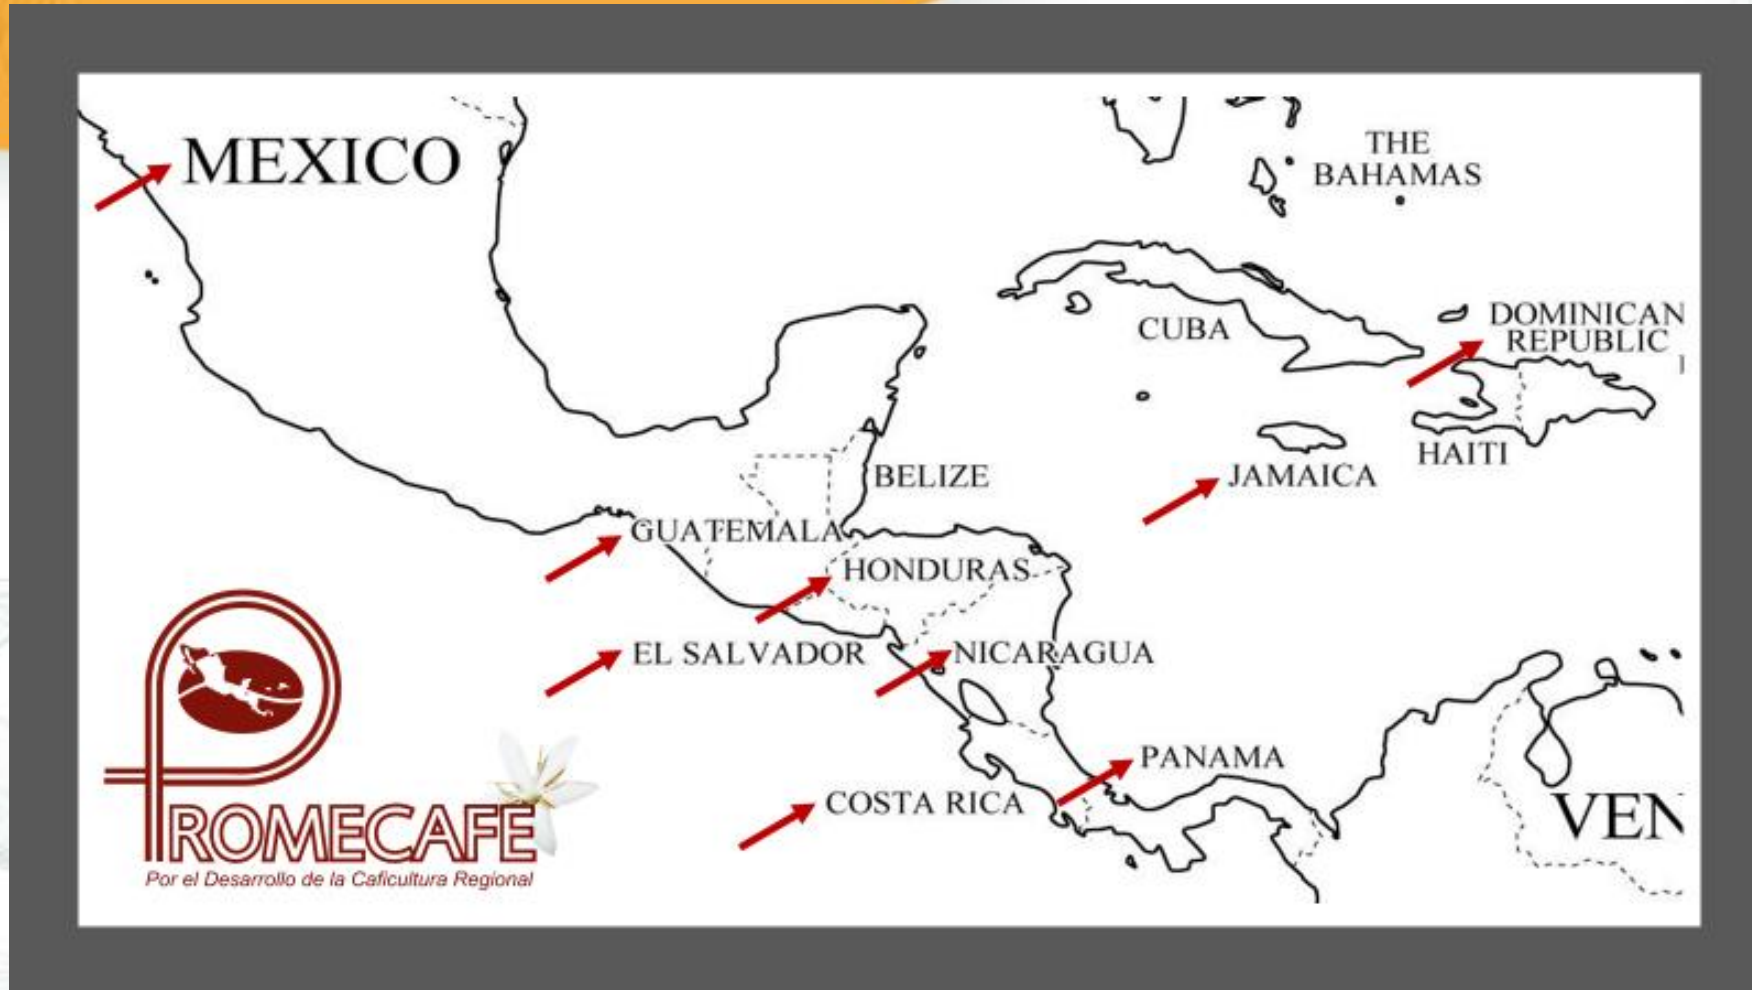 MEXICO
THE
BAHAMAS
CUBA
DOMINICAN
REPUBLIC
HAITI
JAMAICA
BELIZE
GUATEMALA
HONDURAS
EL SALVADOR
NICARAGUA
PANAMA
COSTA RICA
VEN
PROMECAFE
Por el Desarrollo de la Caficultura Regional